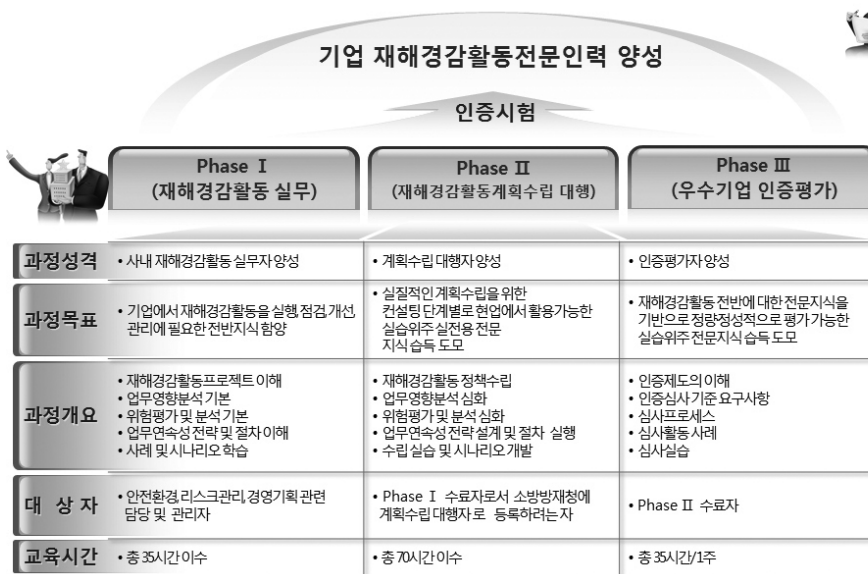 기업 재해경감활동전문인력 양성
인증시험
Phase Ⅰ
(재해경감활동 실무)
Phase Ⅱ
(재해경감활동계획수립 대행)
Phase Ⅲ
(우수기업 인증평가)
과정성격
• 사내 재해경감활동 실무자 양성
• 계획수립 대행자 양성
• 인증평가자 양성
과정목표
• 기업에서 재해경감활동을 실행, 점검, 개선,
관리에 필요한 전반지식 함양
• 실질적인 계획수립을 위한
컨설팅 단계별로 현업에서 활용가능한
실습위주 실전용 전문
지식 습득 도모
• 재해경감활동 전반에 대한 전문지식을
기반으로 정량정성적으로 평가 가능한
실습위주 전문지식 습득 도모
과정개요
• 재해경감활동프로젝트 이해
• 업무영향분석 기본
• 위험평가 및 분석 기본
• 업무연속성 전략 및 절차 이해
• 사례 및 시나리오 학습
• 재해경감활동 정책수립
• 업무영향분석 심화
• 위험평가 및 분석 심화
• 업무연속성 전략 설계 및 절차 실행
• 수립 실습 및 시나리오 개발
• 인증제도의 이해
• 인증심사 기준 요구사항
• 심사프로세스
• 심사활동 사례
• 심사실습
대 상 자
• 안전환경, 리스크관리, 경영기획 관련
담당 및 관리자
• Phase Ⅰ 수료자로서 소방방재청에
계획수립 대행자로 등록하려는 자
• Phase Ⅱ 수료자
교육시간
• 총 35시간 이수
• 총 70시간 이수
• 총 35시간/1주